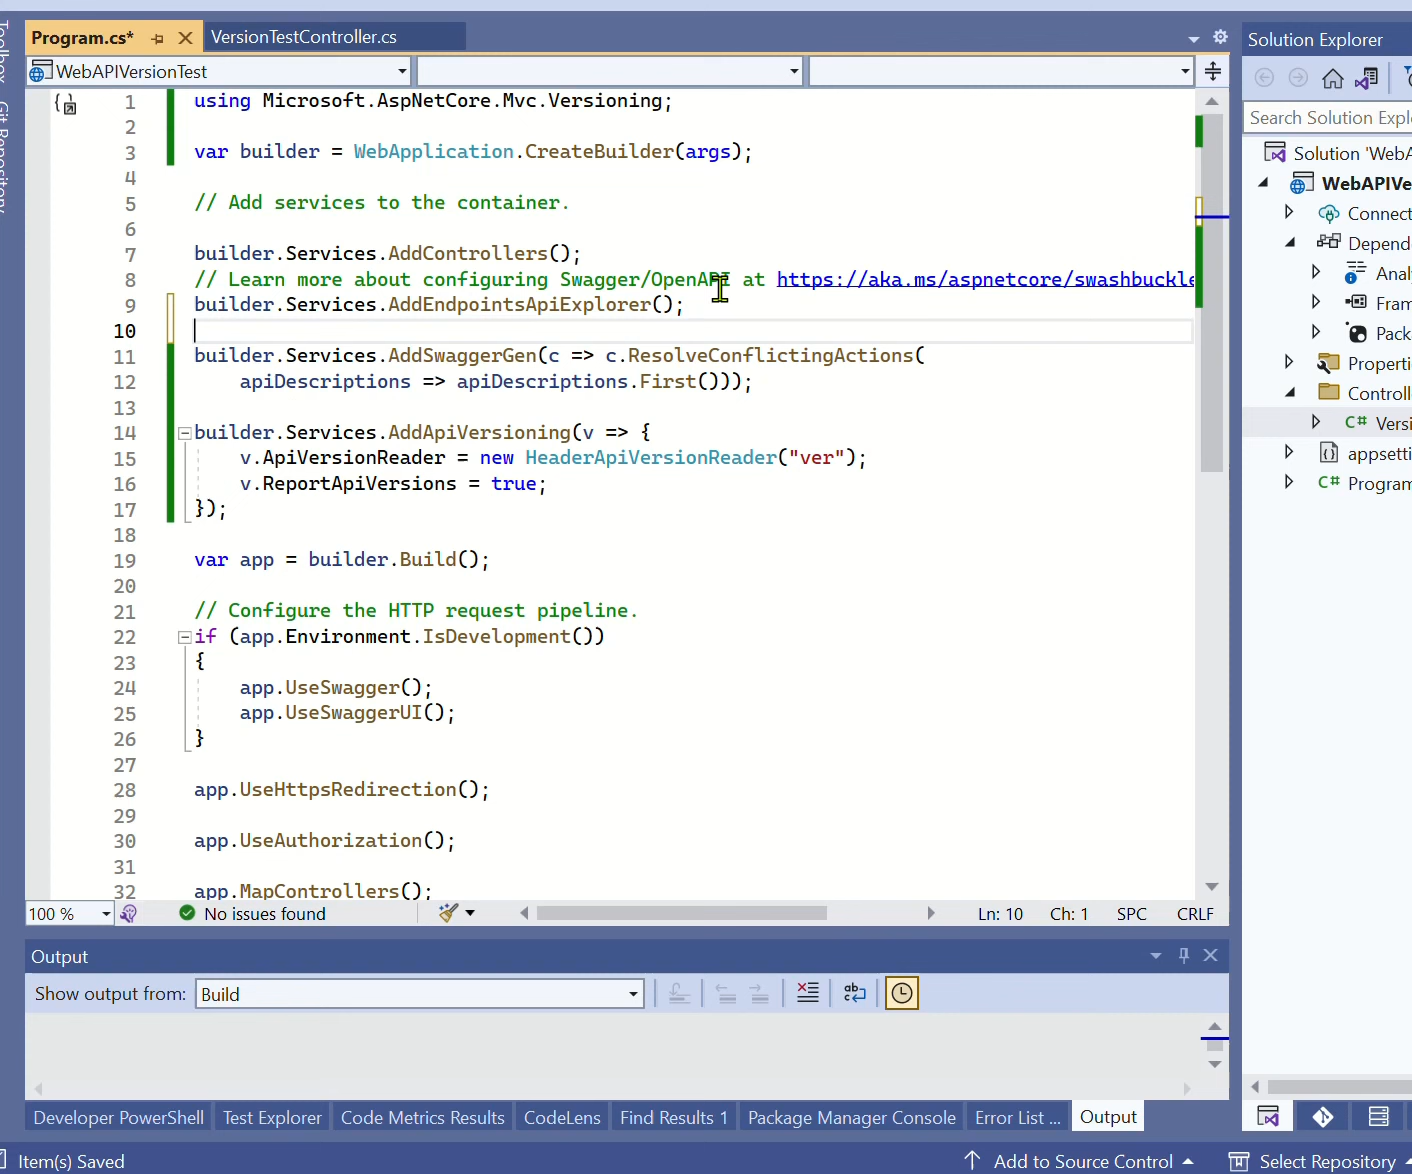 Toolbox
Git Repository
Program.cs*
VersionTestController.cs
WebAPIVersionTest
1 using Microsoft.AspNetCore.Mvc.Versioning;
2
3 var builder = WebApplication.CreateBuilder(args);
4
5 // Add services to the container.
6
7 builder.Services.AddControllers();
8 // Learn more about configuring Swagger/OpenAPI at https://aka.ms/aspnetcore/swashbuckle
9 builder.Services.AddEndpointsApiExplorer();
10
11 builder.Services.AddSwaggerGen(c => c.ResolveConflictingActions(
12 apiDescriptions => apiDescriptions.First()));
13
14 builder.Services.AddApiVersioning(v => {
15 v.ApiVersionReader = new HeaderApiVersionReader("ver");
16 v.ReportApiVersions = true;
17 });
18
19 var app = builder.Build();
20
21 // Configure the HTTP request pipeline.
22 if (app.Environment.IsDevelopment())
23 {
24 app.UseSwagger();
25 app.UseSwaggerUI();
26 }
27
28 app.UseHttpsRedirection();
29
30 app.UseAuthorization();
31
32 app.MapControllers();
100 %
No issues found
Ln: 10 Ch: 1 SPC CRLF
Output
Show output from: Build
Developer PowerShell Test Explorer Code Metrics Results CodeLens Find Results 1 Package Manager Console Error List ... Output
Item(s) Saved
Add to Source Control
Select Repository
Solution Explorer
Search Solution Expl
Solution 'WebA
WebAPIVe
Connect
Depend
Anal
Fram
Pack
Properti
Controll
C# Versi
appsetti
C# Program